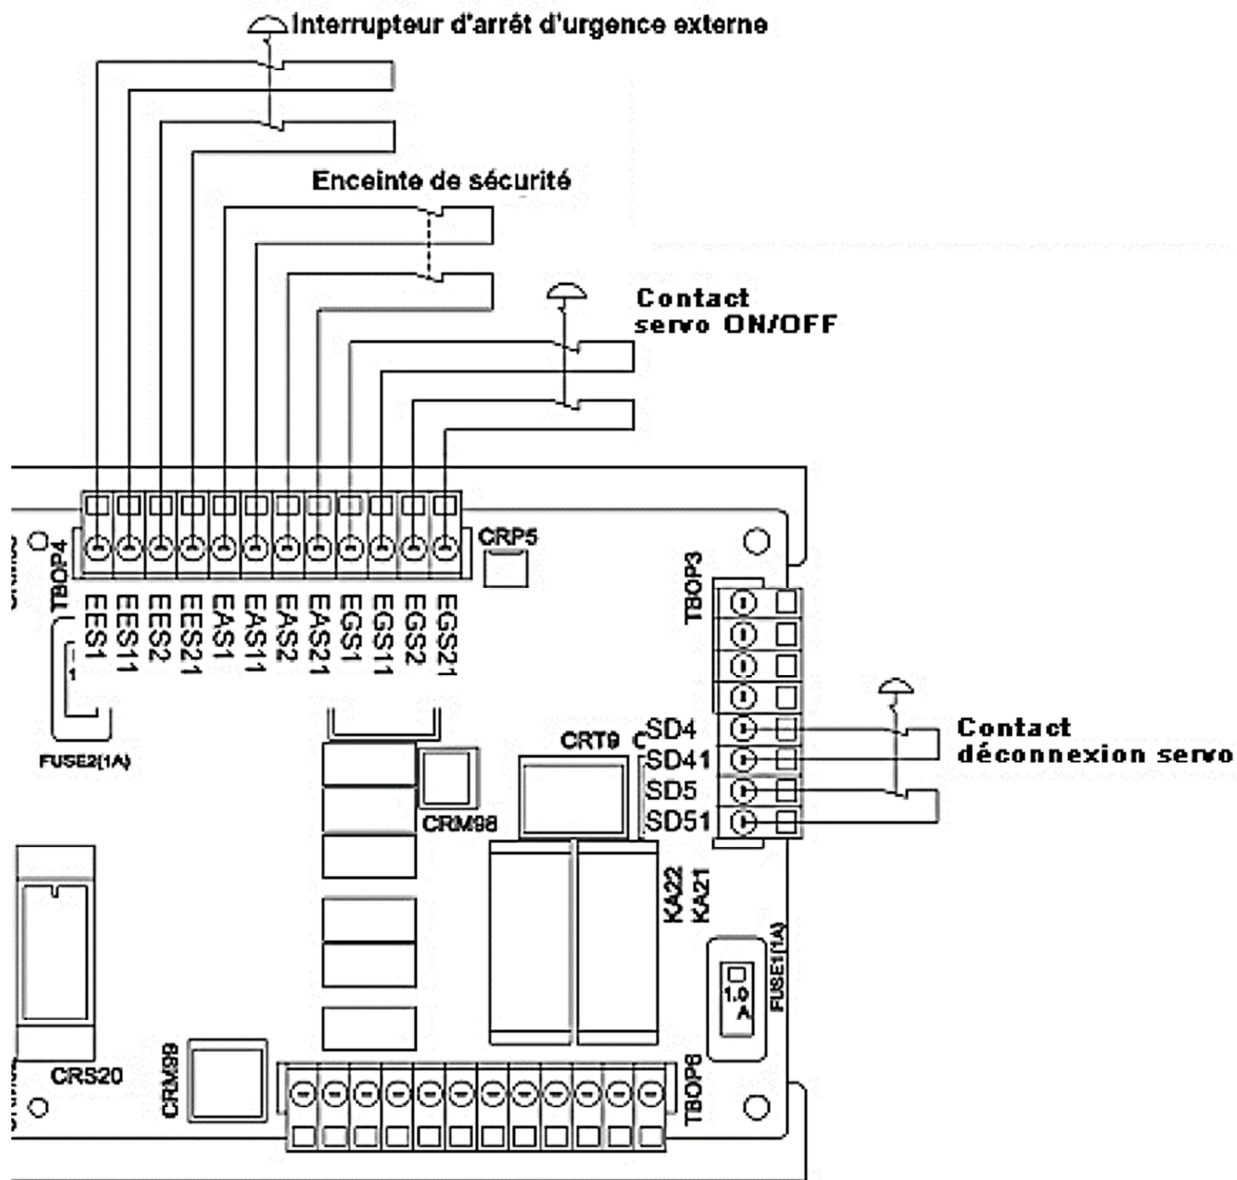 Interrupteur d'arrêt d'urgence externe
Enceinte de sécurité
Contact
servo ON/OFF
TBOP4
CRP5
TBOP3
EES1
EES11
EES2
EES21
EAS1
EAS11
EAS2
EAS21
EGS1
EGS11
EGS2
EGS21
1
FUSE2(1A)
SD4
SD41
SD5
SD51
Contact
déconnexion servo
CRT9
CRM98
KA22
KA21
FUSE1(1A)
1.0
A
CRS20
CRM99
TBOP6